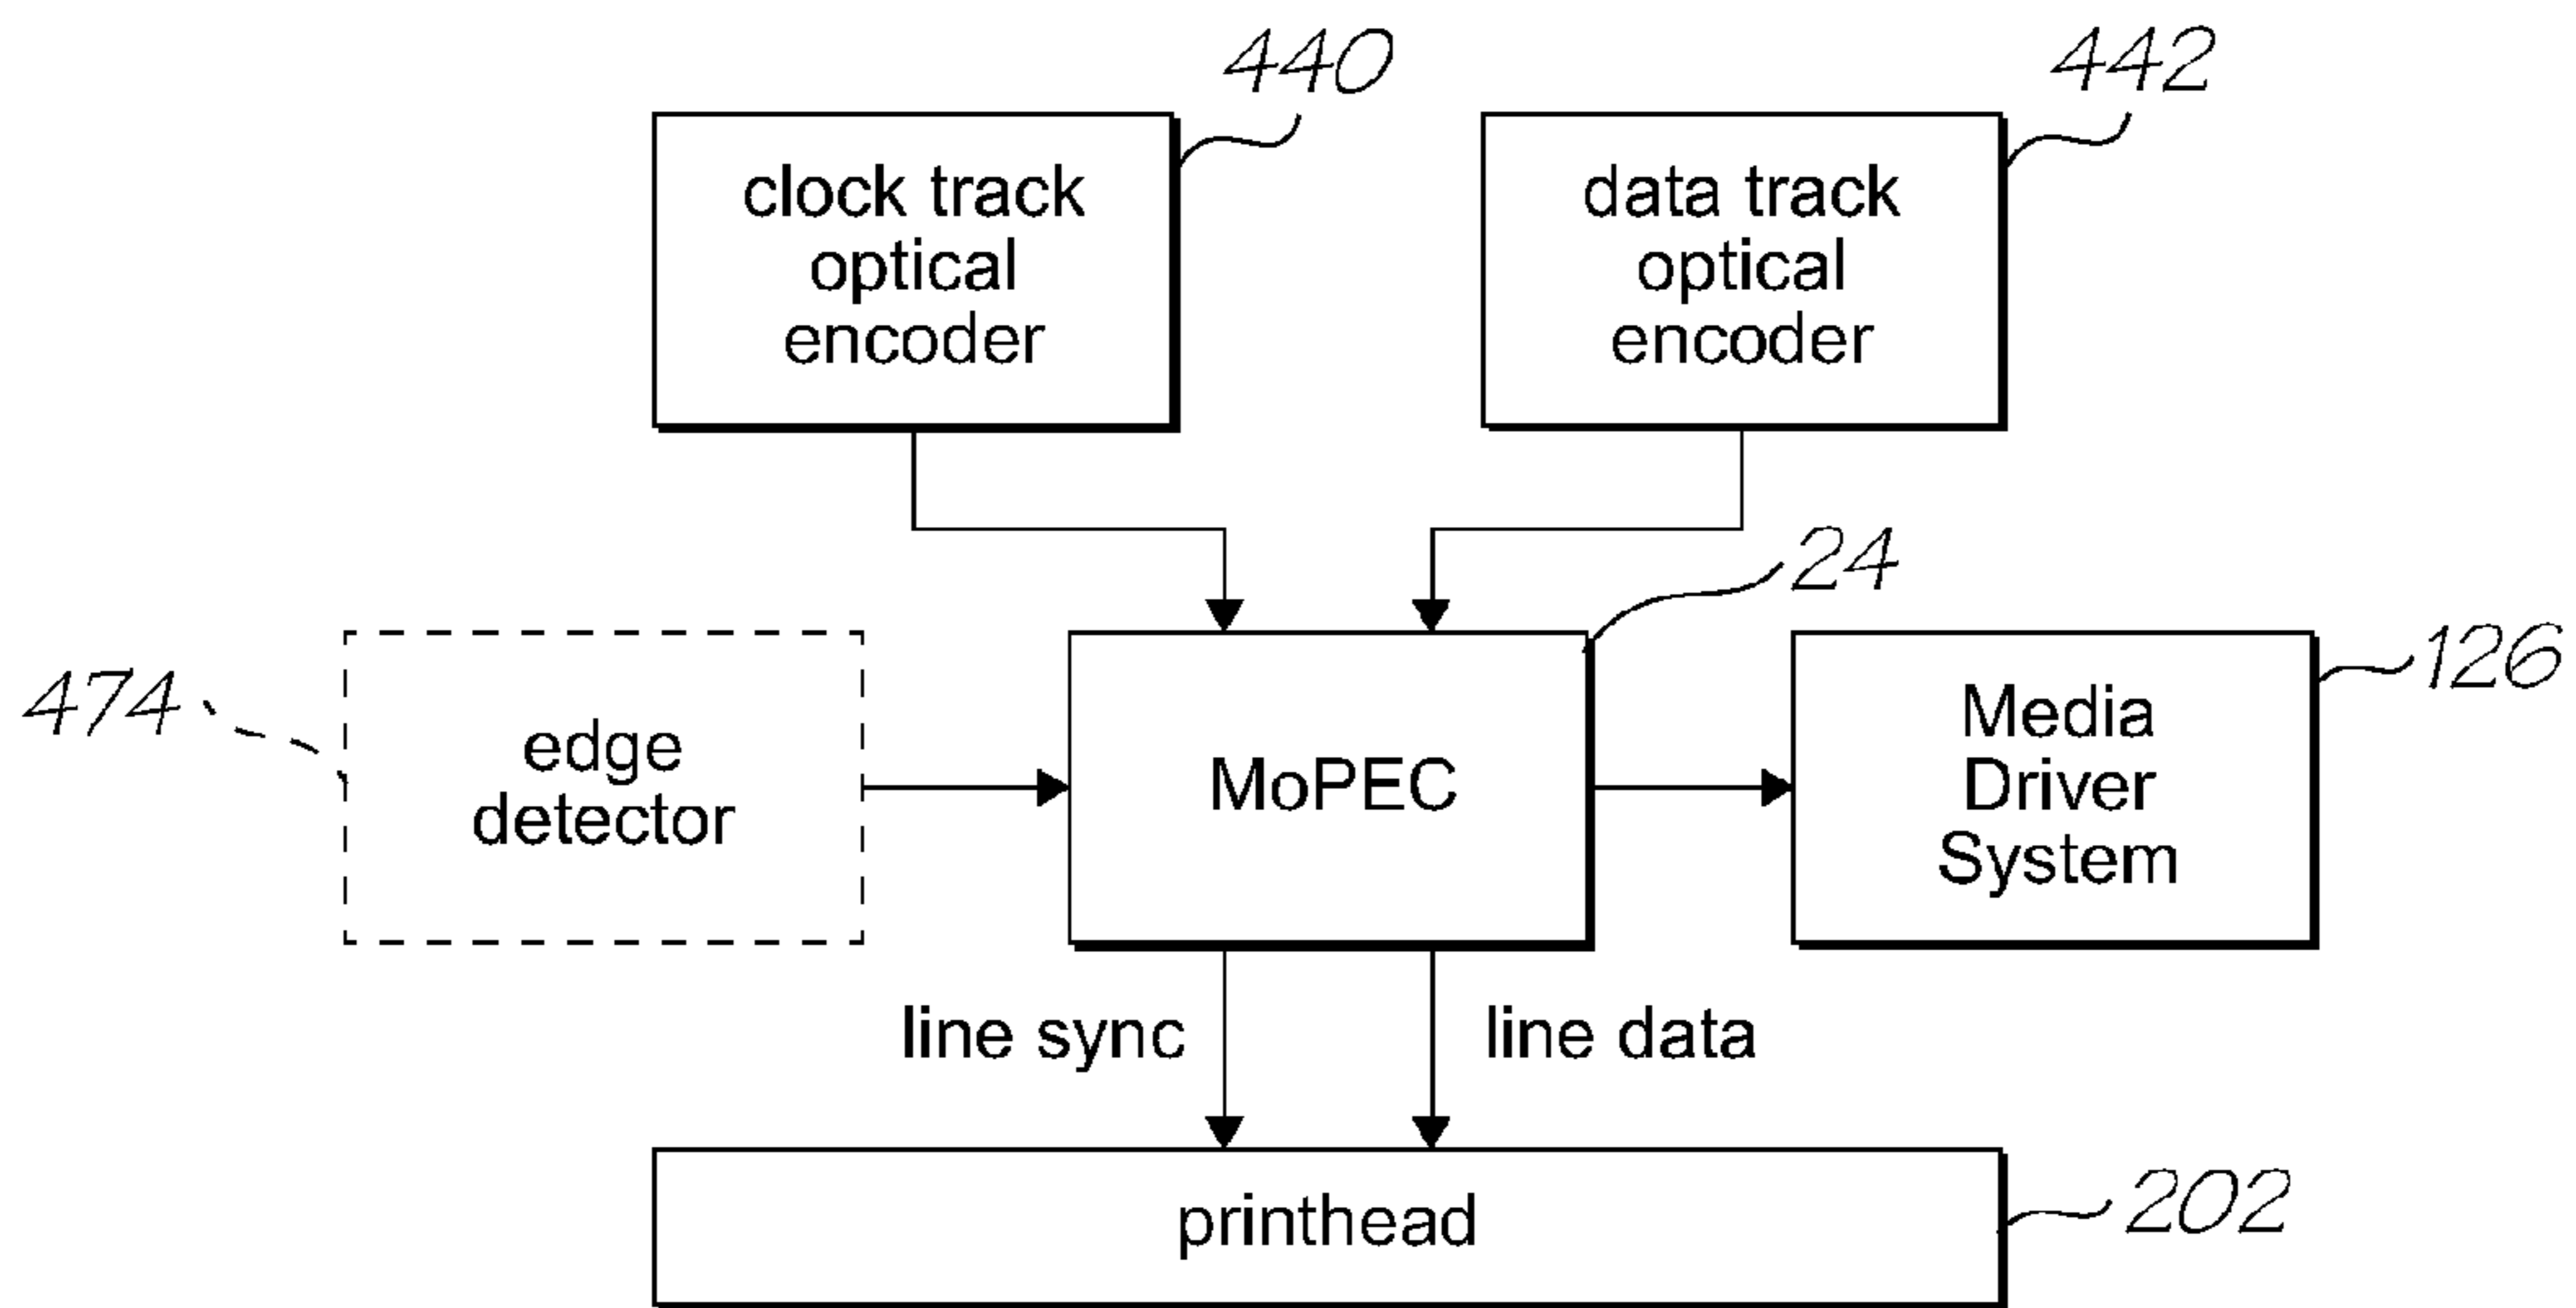 440
442
clock track
optical
encoder
data track
optical
encoder
24
126
474
edge
detector
MoPEC
Media
Driver
System
line sync
line data
printhead
202